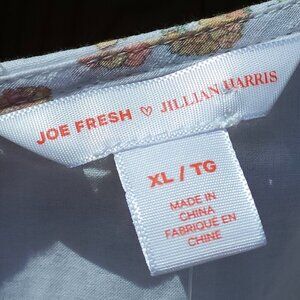 JOE FRESH ♡ JILLIAN HARRIS
XL / TG
MADE IN
CHINA
FABRIQUÉ EN
CHINE